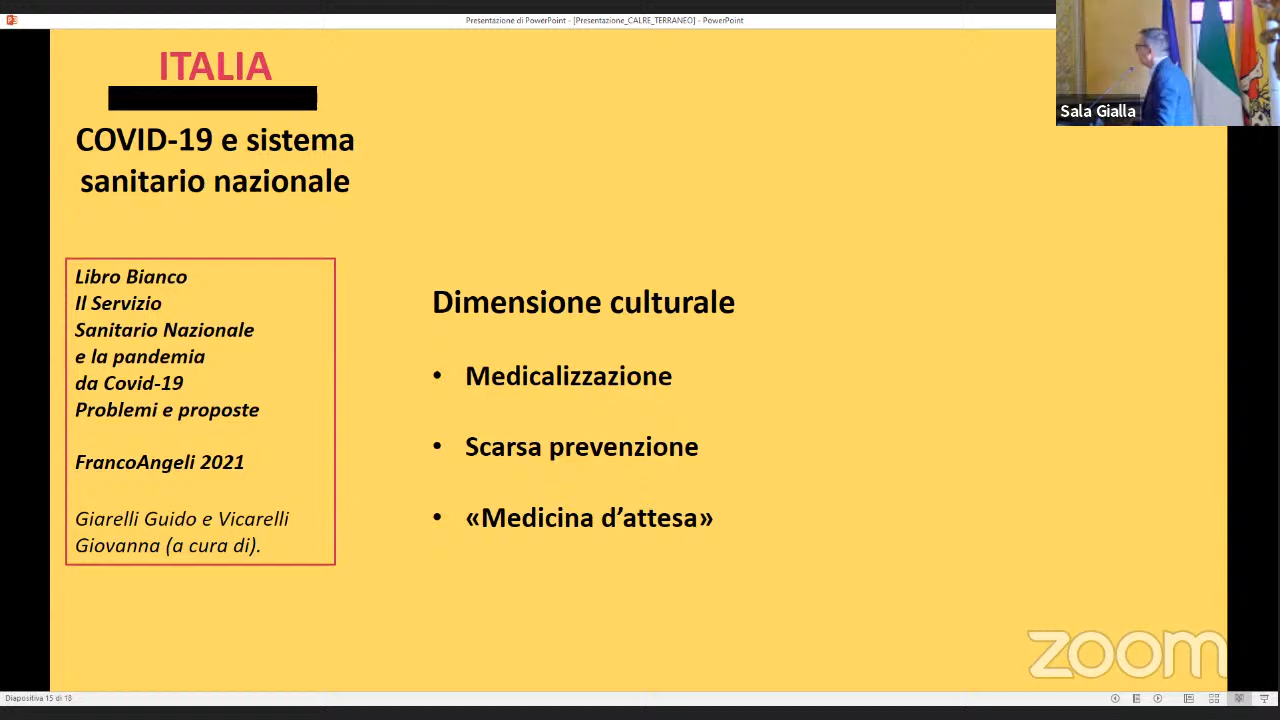 Presentazione di PowerPoint - [Presentazione_CALRE_TERRANEO] - PowerPoint
ITALIA
COVID-19 e sistema
sanitario nazionale
Libro Bianco
Il Servizio
Sanitario Nazionale
e la pandemia
da Covid-19
Problemi e proposte
FrancoAngeli 2021
Giarelli Guido e Vicarelli
Giovanna (a cura di).
Dimensione culturale
• Medicalizzazione
• Scarsa prevenzione
• «Medicina d’attesa»
Sala Gialla
zoom
Diapositiva 15 di 18